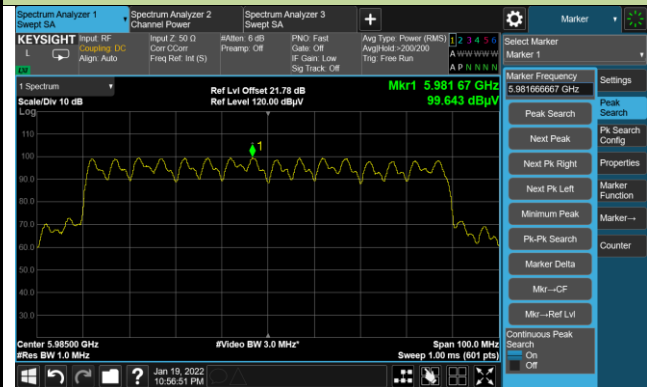 Spectrum Analyzer 1
Swept SA
Spectrum Analyzer 2
Channel Power
Spectrum Analyzer 3
Swept SA
+
Marker
KEYSIGHT
L
Input: RF
Coupling: DC
Align: Auto
Input Z: 50 Ω
Corr CCorr
Freq Ref: Int (S)
#Atten: 6 dB
Preamp: Off
PNO: Fast
Gate: Off
IF Gain: Low
Sig Track: Off
Avg Type: Power (RMS)
Avg|Hold:>200/200
Trig: Free Run
1 2 3 4 5 6
A W W W W W
A P N N N N
Select Marker
Marker 1
1 Spectrum
Scale/Div 10 dB
Log
Ref Lvl Offset 21.78 dB
Ref Level 120.00 dBµV
Mkr1 5.981 67 GHz
99.643 dBµV
110
100
90.0
80.0
70.0
60.0
50.0
40.0
30.0
1
Center 5.98500 GHz
#Res BW 1.0 MHz
#Video BW 3.0 MHz*
Span 100.0 MHz
Sweep 1.00 ms (601 pts)
Marker Frequency
5.981666667 GHz
Peak Search
Next Peak
Next Pk Right
Next Pk Left
Minimum Peak
Pk-Pk Search
Marker Delta
Mkr→CF
Mkr→Ref Lvl
Continuous Peak
Search
On
Off
Settings
Peak
Search
Pk Search
Config
Properties
Marker
Function
Marker→
Counter
?
Jan 19, 2022
10:56:51 PM